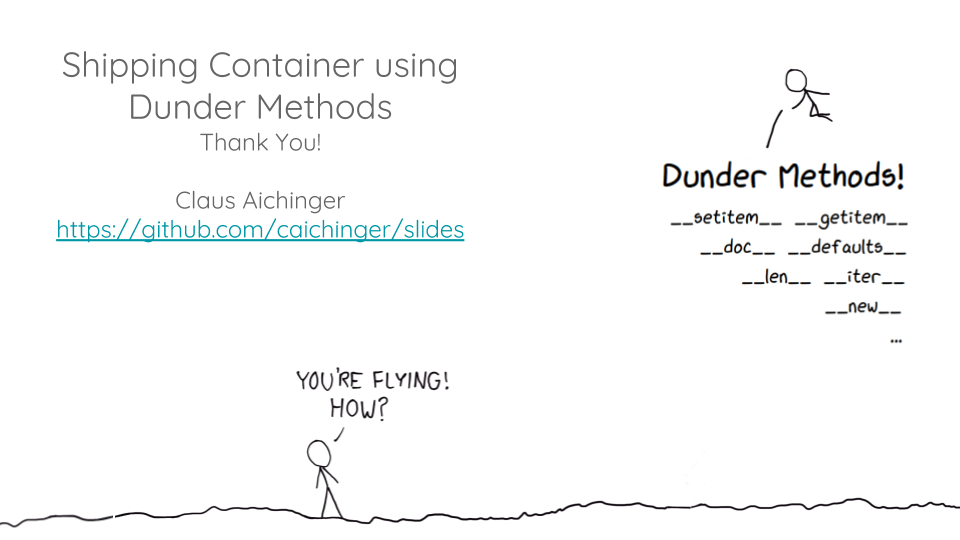 Shipping Container using
Dunder Methods
Thank You!
Claus Aichinger
https://github.com/caichinger/slides
Dunder Methods!
__setitem__ __getitem__
__doc__ __defaults__
__len__ __iter__
__new__
...
YOU'RE FLYING!
HOW?